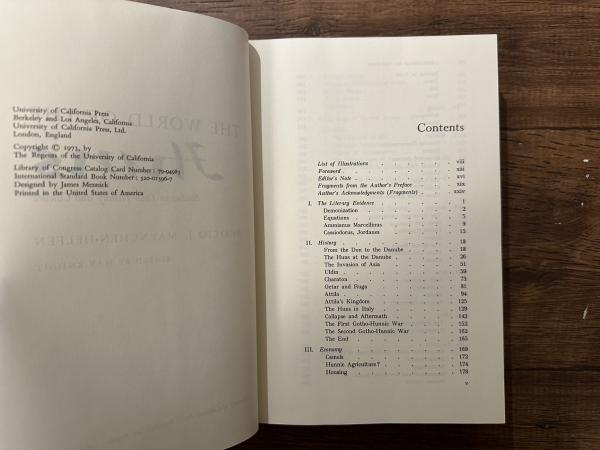 University of California Press
Berkeley and Los Angeles, California
University of California Press, Ltd.
London, England
Copyright © 1973, by
The Regents of the University of California
Library of Congress Catalog Card Number: 79-94985
International Standard Book Number: 520-01596-7
Designed by James Mennick
Printed in the United States of America
Contents
List of Illustrations . . . . . . . viii
Foreword . . . . . . . xiii
Editor's Note . . . . . . . xvi
Fragments from the Author's Preface . . . . . . . xix
Author's Acknowledgments (Fragments) . . . . . . . xxiv
I. The Literary Evidence . . . . . . . 1
Demonization . . . . . . . 2
Equations . . . . . . . 5
Ammianus Marcellinus . . . . . . . 9
Cassiodorus, Jordanes . . . . . . . 15
II. History . . . . . . . 18
From the Don to the Danube . . . . . . . 18
The Huns at the Danube . . . . . . . 26
The Invasion of Asia . . . . . . . 51
Uldin . . . . . . . 59
Charaton . . . . . . . 73
Octar and Ruga . . . . . . . 81
Attila . . . . . . . 94
Attila's Kingdom . . . . . . . 125
The Huns in Italy . . . . . . . 129
Collapse and Aftermath . . . . . . . 143
The First Gotho-Hunnic War . . . . . . . 152
The Second Gotho-Hunnic War . . . . . . . 162
The End . . . . . . . 165
III. Economy . . . . . . . 169
Camels . . . . . . . 172
Hunnic Agriculture? . . . . . . . 174
Housing . . . . . . . 178
v